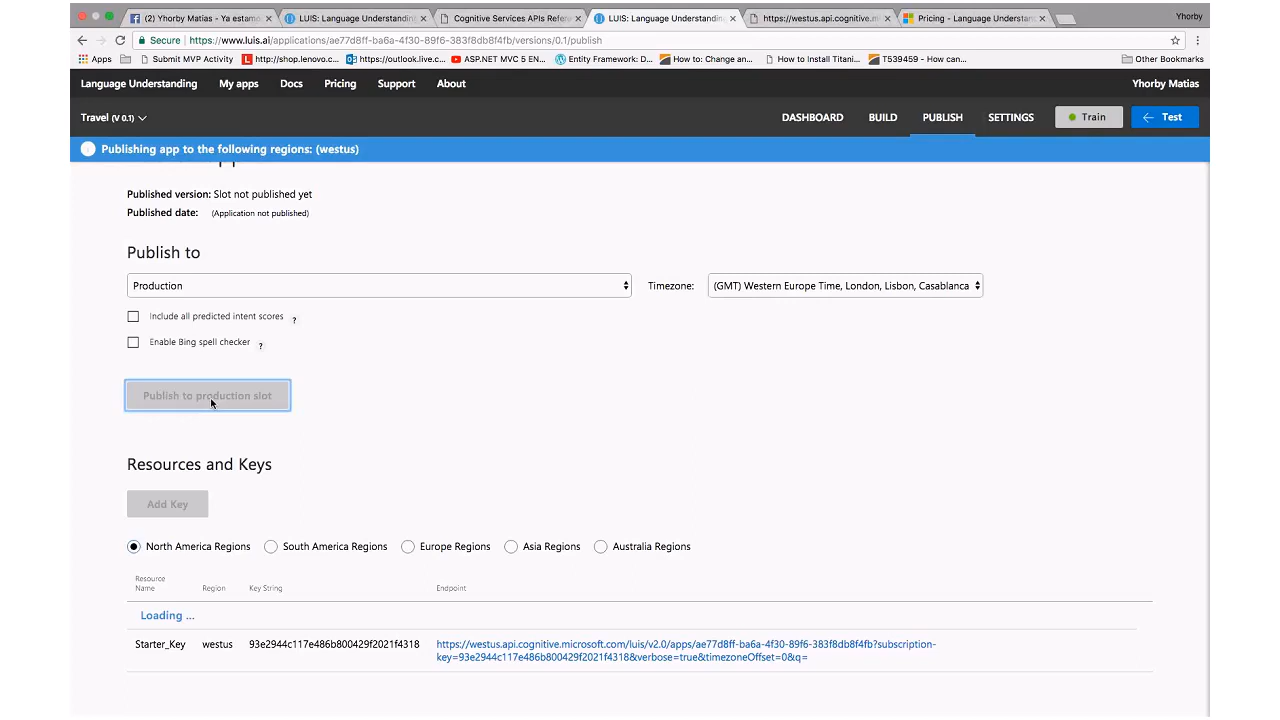 (2) Yhorby Matias - Ya estamo
LUIS: Language Understandin
Cognitive Services APIs Refere
LUIS: Language Understandin
https://westus.api.cognitive.m
Pricing - Language Understan
Yhorby
Secure
https://www.luis.ai/applications/ae77d8ff-ba6a-4f30-89f6-383f8db8f4fb/versions/0.1/publish
Apps
Submit MVP Activity
http://shop.lenovo.c...
https://outlook.live.c...
ASP.NET MVC 5 EN...
Entity Framework: D...
How to: Change an...
How to Install Titani...
T539459 - How can...
Other Bookmarks
Language Understanding My apps Docs Pricing Support About Yhorby Matias
Travel (V 0.1) DASHBOARD BUILD PUBLISH SETTINGS Train Test
Publishing app to the following regions: (westus)
Published version: Slot not published yet
Published date: (Application not published)
Publish to
Production Timezone: (GMT) Western Europe Time, London, Lisbon, Casablanca
Include all predicted intent scores ?
Enable Bing spell checker ?
Publish to production slot
Resources and Keys
Add Key
North America Regions South America Regions Europe Regions Asia Regions Australia Regions
Resource
Name Region Key String Endpoint
Loading ...
Starter_Key westus 93e2944c117e486b800429f2021f4318 https://westus.api.cognitive.microsoft.com/luis/v2.0/apps/ae77d8ff-ba6a-4f30-89f6-383f8db8f4fb?subscription-
key=93e2944c117e486b800429f2021f4318&verbose=true&timezoneOffset=0&q=